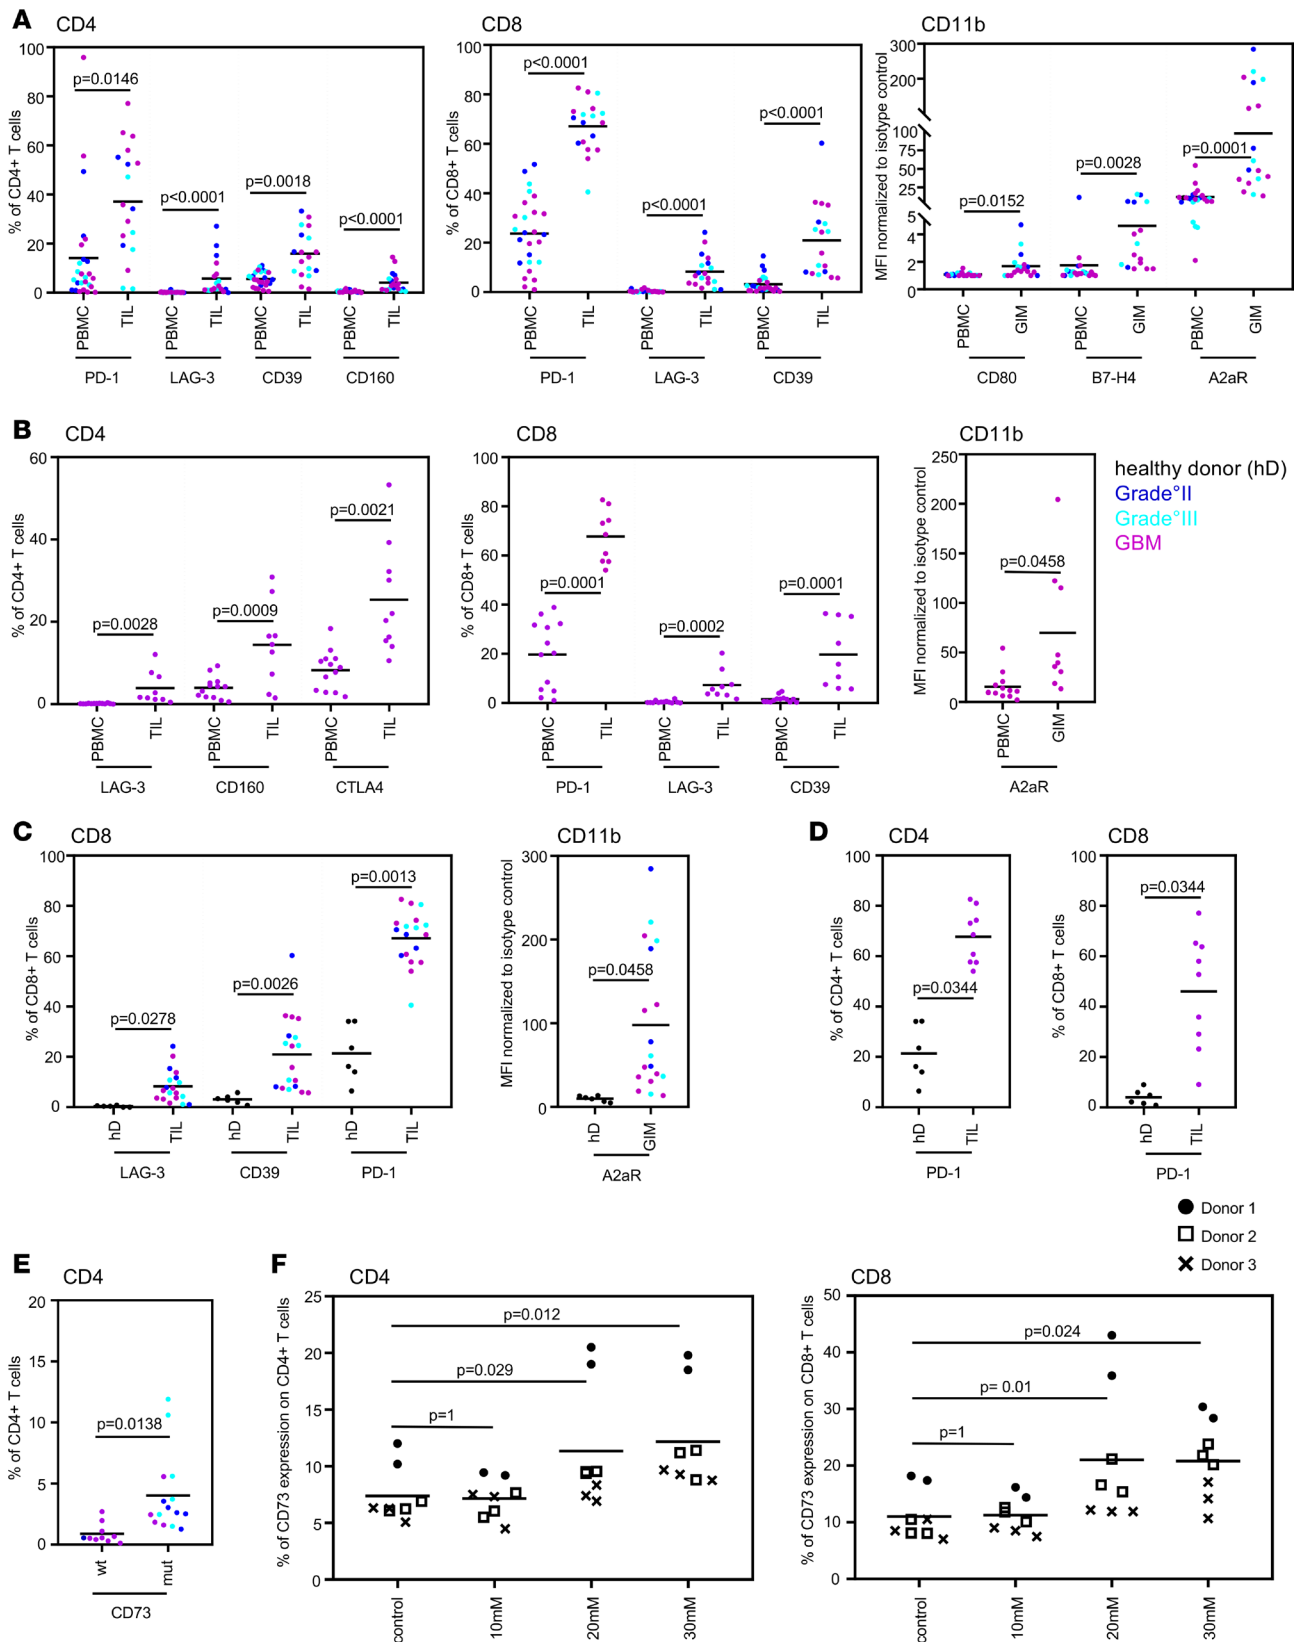 A
CD4
% of CD4+ T cells
100
80
60
40
20
0
p=0.0146
p<0.0001
p=0.0018
p<0.0001
PBMC
TIL
PBMC
TIL
PBMC
TIL
PBMC
TIL
PD-1
LAG-3
CD39
CD160
CD8
% of CD8+ T cells
100
80
60
40
20
0
p<0.0001
p<0.0001
p<0.0001
PBMC
TIL
PBMC
TIL
PBMC
TIL
PD-1
LAG-3
CD39
CD11b
MFI normalized to isotype control
300
200
100
75
50
25
5
4
2
2
0
p=0.0152
p=0.0028
p=0.0001
PBMC
GIM
PBMC
GIM
PBMC
GIM
CD80
B7-H4
A2aR
B
CD4
% of CD4+ T cells
60
40
20
0
p=0.0028
p=0.0009
p=0.0021
PBMC
TIL
PBMC
TIL
PBMC
TIL
LAG-3
CD160
CTLA4
CD8
% of CD8+ T cells
100
80
60
40
20
0
p=0.0001
p=0.0002
p=0.0001
PBMC
TIL
PBMC
TIL
PBMC
TIL
PD-1
LAG-3
CD39
CD11b
MFI normalized to isotype control
250
200
150
100
50
0
p=0.0458
PBMC
GIM
A2aR
healthy donor (hD)
Grade°II
Grade°III
GBM
C
CD8
% of CD8+ T cells
100
80
60
40
20
0
p=0.0278
p=0.0026
p=0.0013
hD
TIL
hD
TIL
hD
TIL
LAG-3
CD39
PD-1
CD11b
MFI normalized to isotype control
300
200
100
0
p=0.0458
hD
GIM
A2aR
D
CD4
% of CD4+ T cells
100
80
60
40
20
0
p=0.0344
hD
TIL
PD-1
CD8
% of CD8+ T cells
100
80
60
40
20
0
p=0.0344
hD
TIL
PD-1
Donor 1
Donor 2
Donor 3
E
CD4
% of CD4+ T cells
20
15
10
5
0
p=0.0138
wt
mut
CD73
F
CD4
% of CD73 expression on CD4+ T cells
25
20
15
10
5
0
p=0.012
p=0.029
p=1
control
10mM
20mM
30mM
CD8
% of CD73 expression on CD8+ T cells
50
40
30
20
10
0
p=0.024
p= 0.01
p=1
control
10mM
20mM
30mM